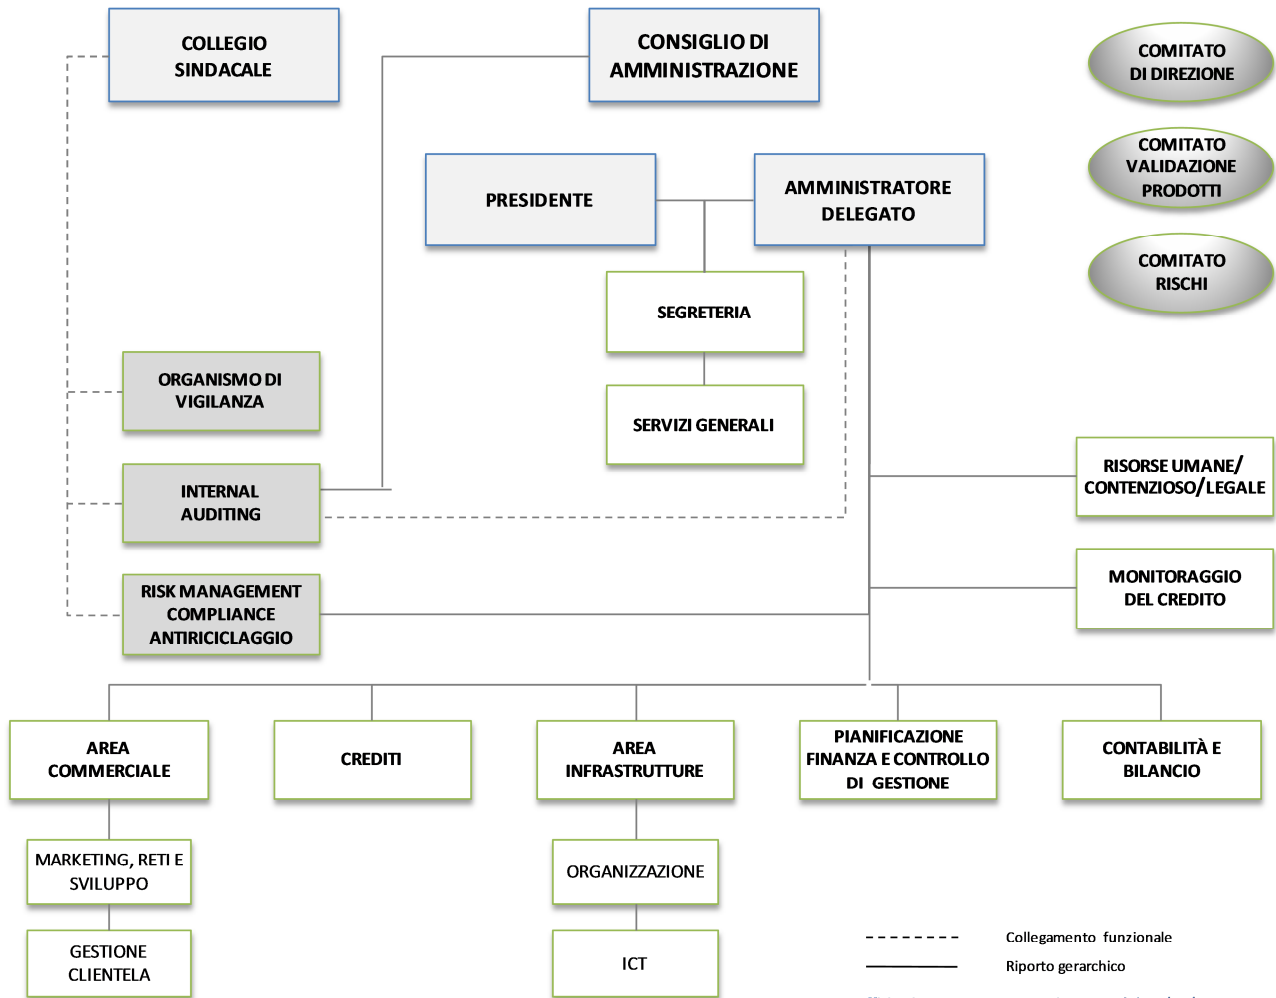 COLLEGIO
SINDACALE
CONSIGLIO DI
AMMINISTRAZIONE
COMITATO
DI DIREZIONE
COMITATO
VALIDAZIONE
PRODOTTI
PRESIDENTE
AMMINISTRATORE
DELEGATO
COMITATO
RISCHI
SEGRETERIA
ORGANISMO DI
VIGILANZA
SERVIZI GENERALI
INTERNAL
AUDITING
RISORSE UMANE/
CONTENZIOSO/LEGALE
RISK MANAGEMENT
COMPLIANCE
ANTIRICICLAGGIO
MONITORAGGIO
DEL CREDITO
AREA
COMMERCIALE
CREDITI
AREA
INFRASTRUTTURE
PIANIFICAZIONE
FINANZA E CONTROLLO
DI GESTIONE
CONTABILITÀ E
BILANCIO
MARKETING, RETI E
SVILUPPO
ORGANIZZAZIONE
GESTIONE
CLIENTELA
ICT
Collegamento funzionale
Riporto gerarchico